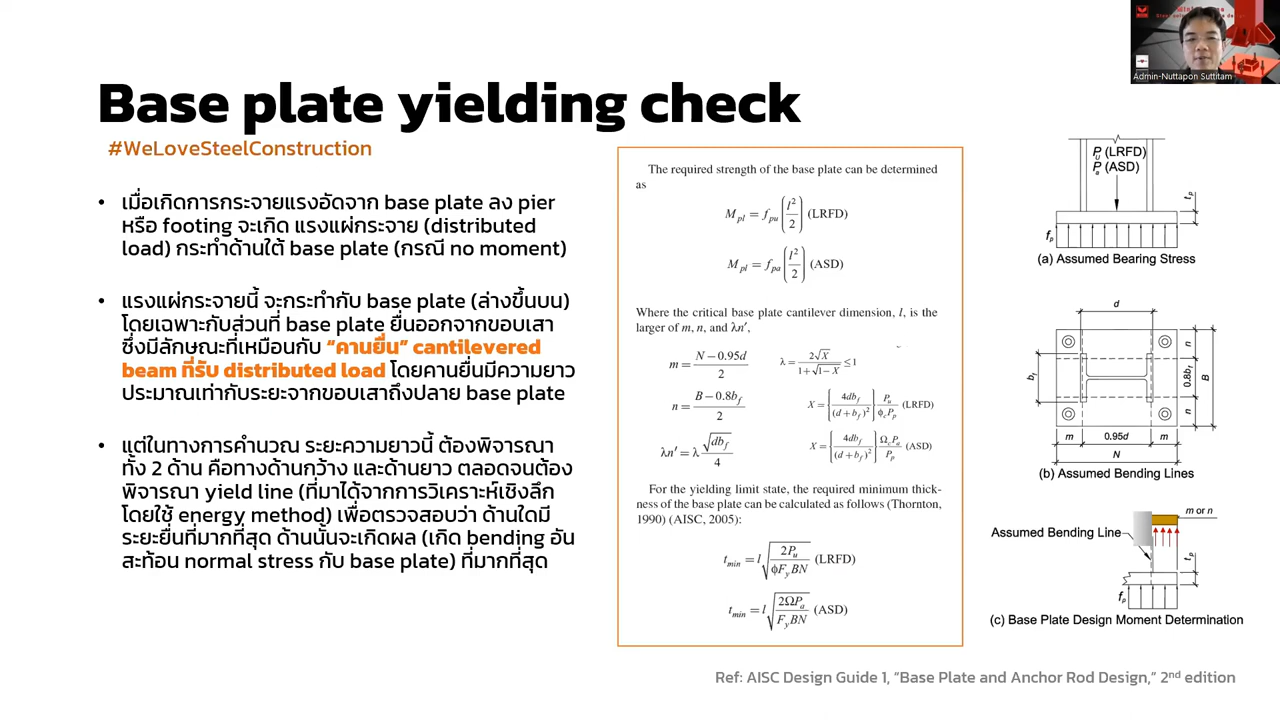 Base plate yielding check
#WeLoveSteelConstruction
• เมื่อเกิดการกระจายแรงอัดจาก base plate ลง pier
หรือ footing จะเกิด แรงแผ่กระจาย (distributed
load) กระทำด้านใต้ base plate (กรณี no moment)
• แรงแผ่กระจายนี้ จะกระทำกับ base plate (ล่างขึ้นบน)
โดยเฉพาะกับส่วนที่ base plate ยื่นออกจากขอบเสา
ซึ่งมีลักษณะที่เหมือนกับ “คานยื่น” cantilevered
beam ที่รับ distributed load โดยคานยื่นมีความยาว
ประมาณเท่ากับระยะจากขอบเสาถึงปลาย base plate
• แต่ในทางการคำนวณ ระยะความยาวนี้ ต้องพิจารณา
ทั้ง 2 ด้าน คือทางด้านกว้าง และด้านยาว ตลอดจนต้อง
พิจารณา yield line (ที่มาได้จากการวิเคราะห์เชิงลึก
โดยใช้ energy method) เพื่อตรวจสอบว่า ด้านใดมี
ระยะยื่นที่มากที่สุด ด้านนั้นจะเกิดผล (เกิด bending อัน
สะท้อน normal stress กับ base plate) ที่มากที่สุด
The required strength of the base plate can be determined
as
M_pl = f_pu (l²/2) (LRFD)
M_pl = f_pa (l²/2) (ASD)
Where the critical base plate cantilever dimension, l, is the
larger of m, n, and λn′,
m = (N − 0.95d)/2
λ = 2√X / (1 + √(1 − X)) ≤ 1
n = (B − 0.8b_f)/2
X = {4db_f / (d + b_f)²} P_u / φ_c P_p (LRFD)
λn′ = λ √(db_f) / 4
X = {4db_f / (d + b_f)²} Ω_c P_a / P_p (ASD)
For the yielding limit state, the required minimum thick-
ness of the base plate can be calculated as follows (Thornton,
1990) (AISC, 2005):
t_min = l √(2P_u / φF_y BN) (LRFD)
t_min = l √(2ΩP_a / F_y BN) (ASD)
Admin-Nuttapon Suttitam
P_u (LRFD)
P_a (ASD)
t_p
f_p
(a) Assumed Bearing Stress
d
b_f
n
0.8b_f
B
n
m
0.95d
m
N
(b) Assumed Bending Lines
m or n
Assumed Bending Line
t_p
f_p
(c) Base Plate Design Moment Determination
Ref: AISC Design Guide 1, “Base Plate and Anchor Rod Design,” 2nd edition